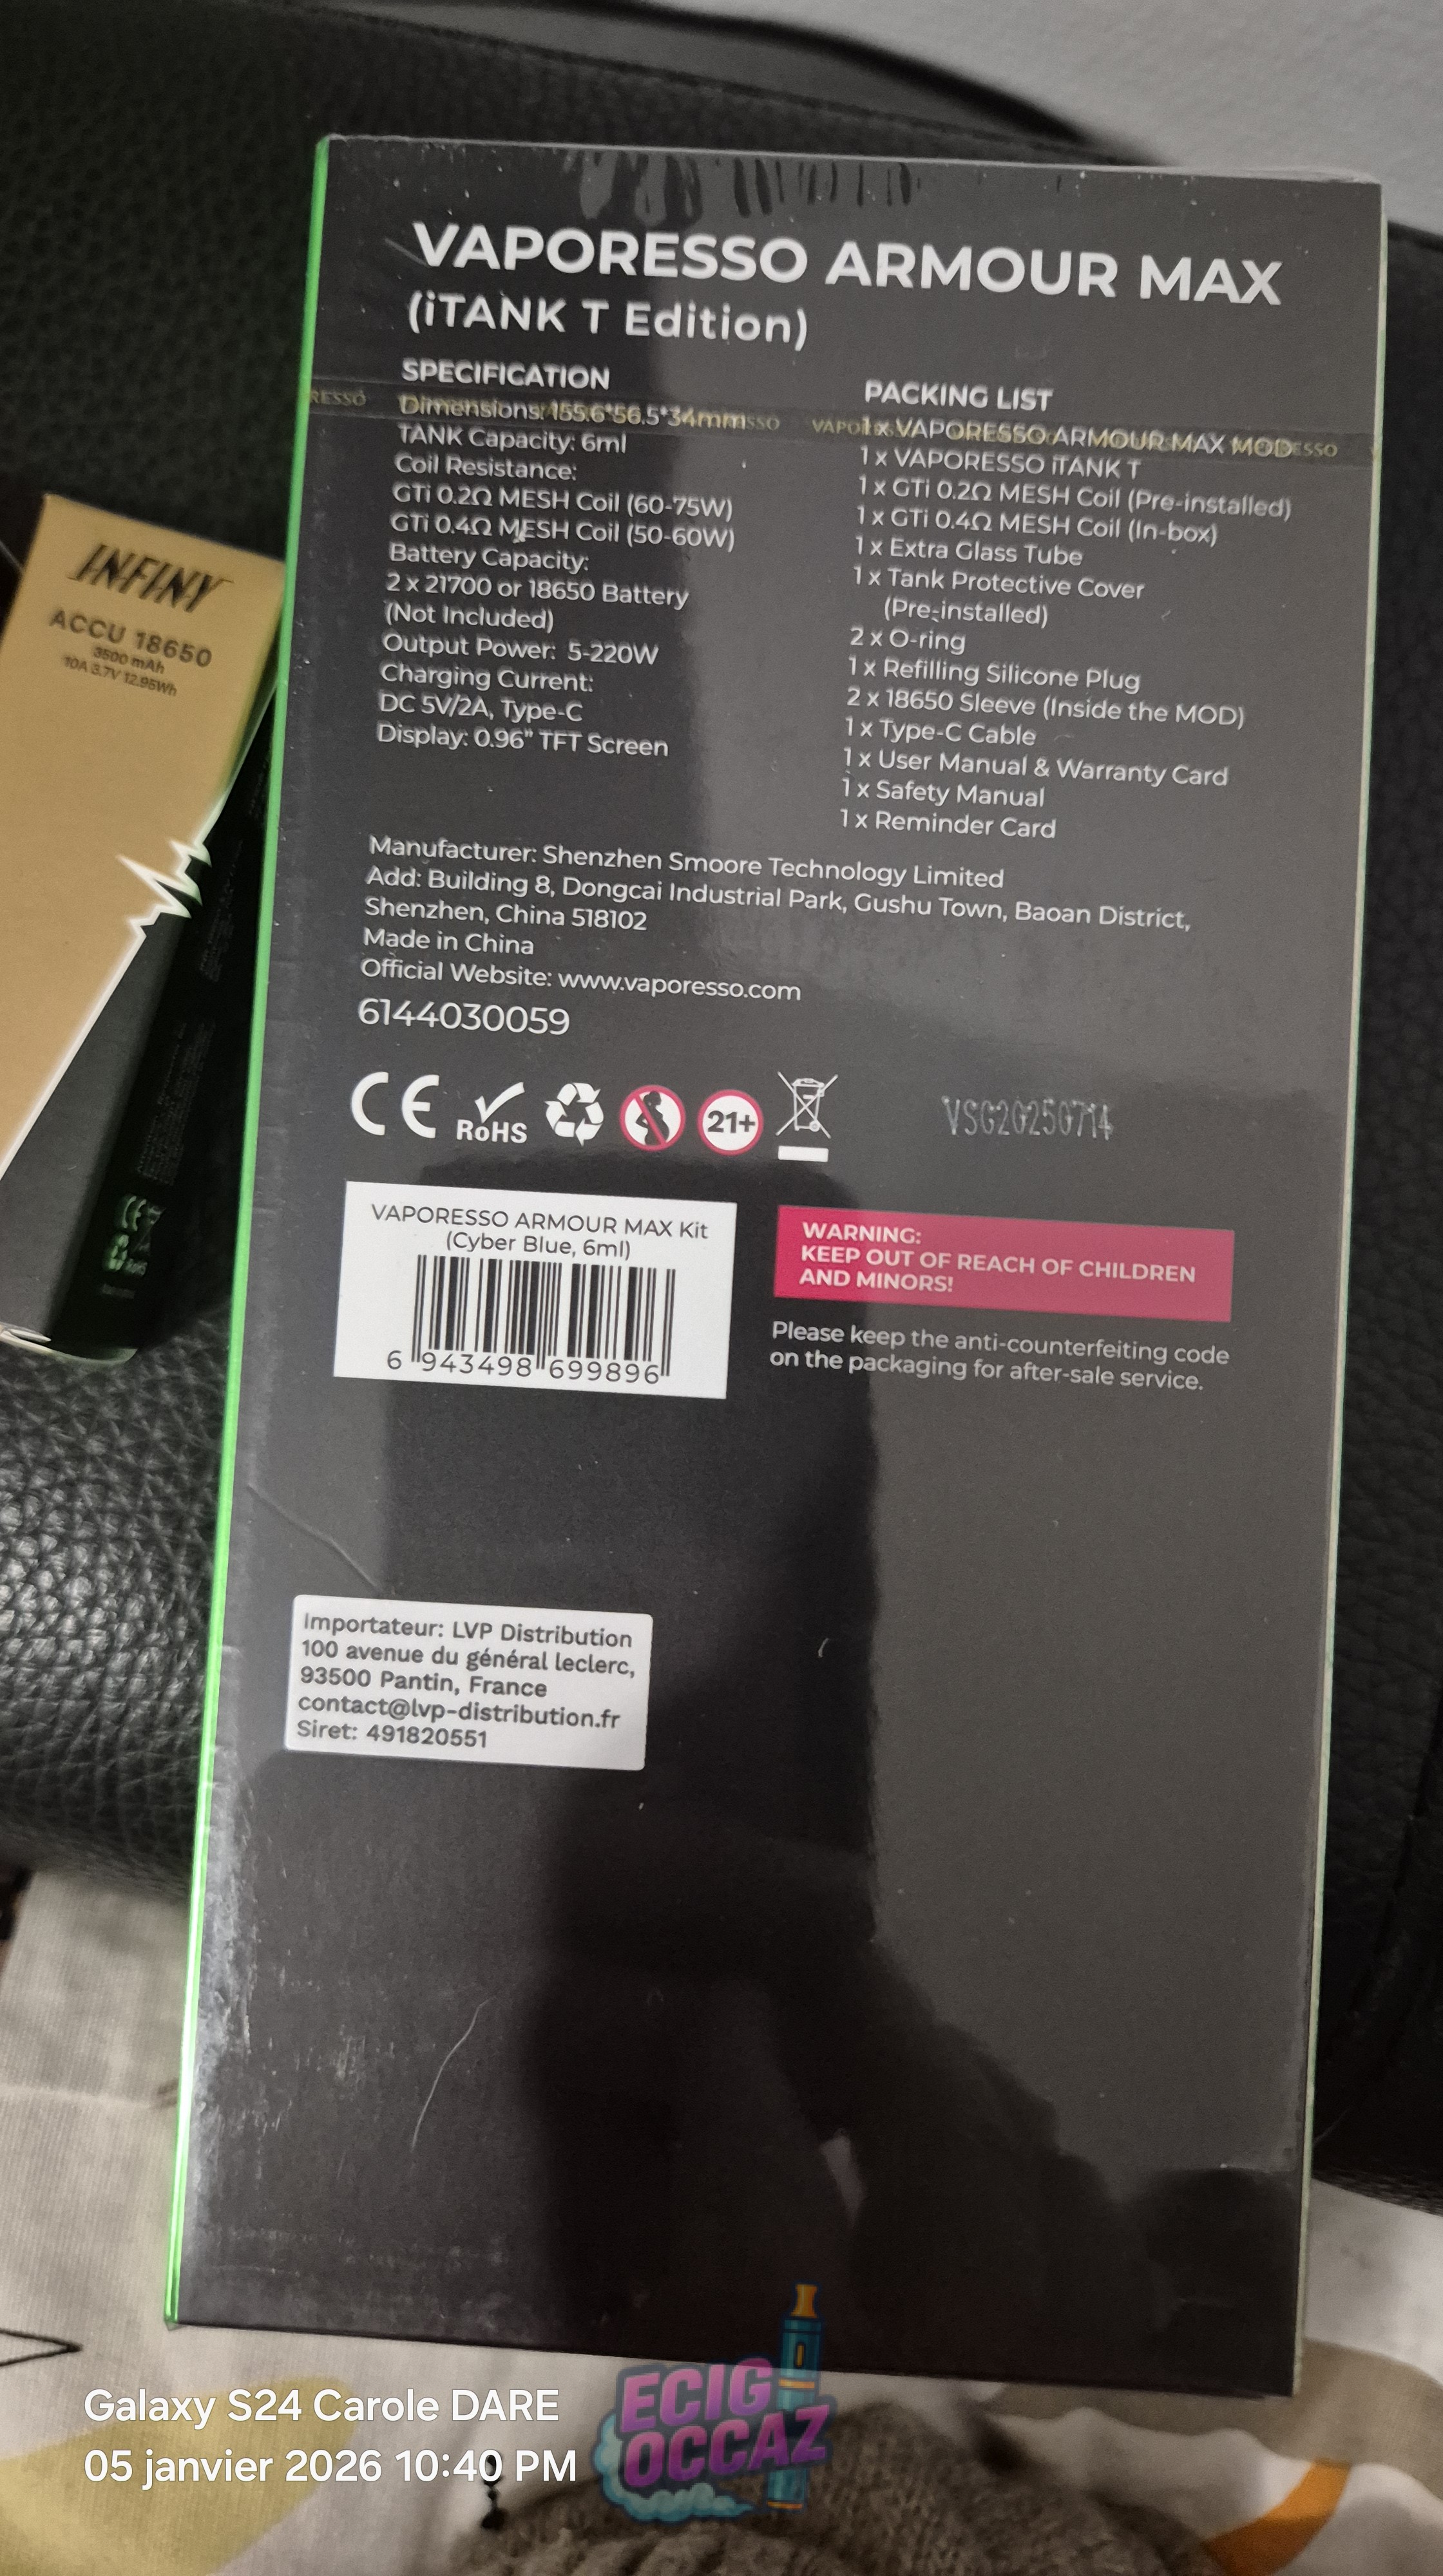 VAPORESSO ARMOUR MAX
(iTANK T Edition)
SPECIFICATION
Dimensions: 155.6*56.5*34mm
TANK Capacity: 6ml
Coil Resistance:
GTi 0.2Ω MESH Coil (60-75W)
GTi 0.4Ω MESH Coil (50-60W)
Battery Capacity:
2 x 21700 or 18650 Battery
(Not Included)
Output Power: 5-220W
Charging Current:
DC 5V/2A, Type-C
Display: 0.96" TFT Screen
PACKING LIST
1 x VAPORESSO ARMOUR MAX MOD
1 x VAPORESSO iTANK T
1 x GTi 0.2Ω MESH Coil (Pre-installed)
1 x GTi 0.4Ω MESH Coil (In-box)
1 x Extra Glass Tube
1 x Tank Protective Cover
(Pre-installed)
2 x O-ring
1 x Refilling Silicone Plug
2 x 18650 Sleeve (Inside the MOD)
1 x Type-C Cable
1 x User Manual & Warranty Card
1 x Safety Manual
1 x Reminder Card
Manufacturer: Shenzhen Smoore Technology Limited
Add: Building 8, Dongcai Industrial Park, Gushu Town, Baoan District,
Shenzhen, China 518102
Made in China
Official Website: www.vaporesso.com
6144030059
CE RoHS 21+
VSG20250714
VAPORESSO ARMOUR MAX Kit
(Cyber Blue, 6ml)
6 943498 699896
WARNING:
KEEP OUT OF REACH OF CHILDREN
AND MINORS!
Please keep the anti-counterfeiting code
on the packaging for after-sale service.
Importateur: LVP Distribution
100 avenue du général leclerc,
93500 Pantin, France
contact@lvp-distribution.fr
Siret: 491820551
INFINY
ACCU 18650
3500 mAh
10A 3.7V 12.95Wh
Galaxy S24 Carole DARE
05 janvier 2026 10:40 PM
ECIG
OCCAZ